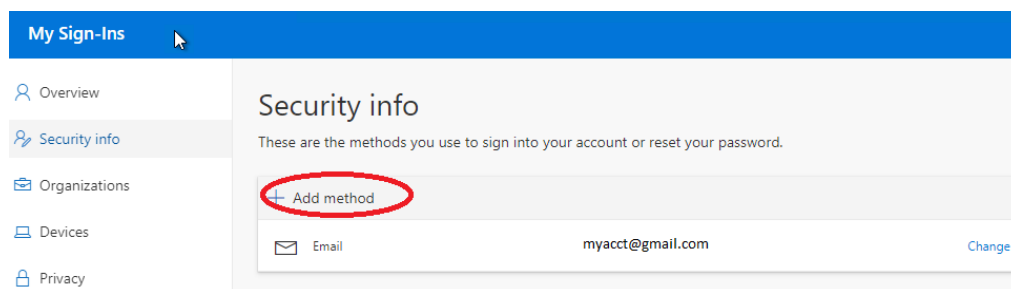 My Sign-Ins
Overview
Security info
Organizations
Devices
Privacy
Security info
These are the methods you use to sign into your account or reset your password.
+ Add method
Email myacct@gmail.com Change